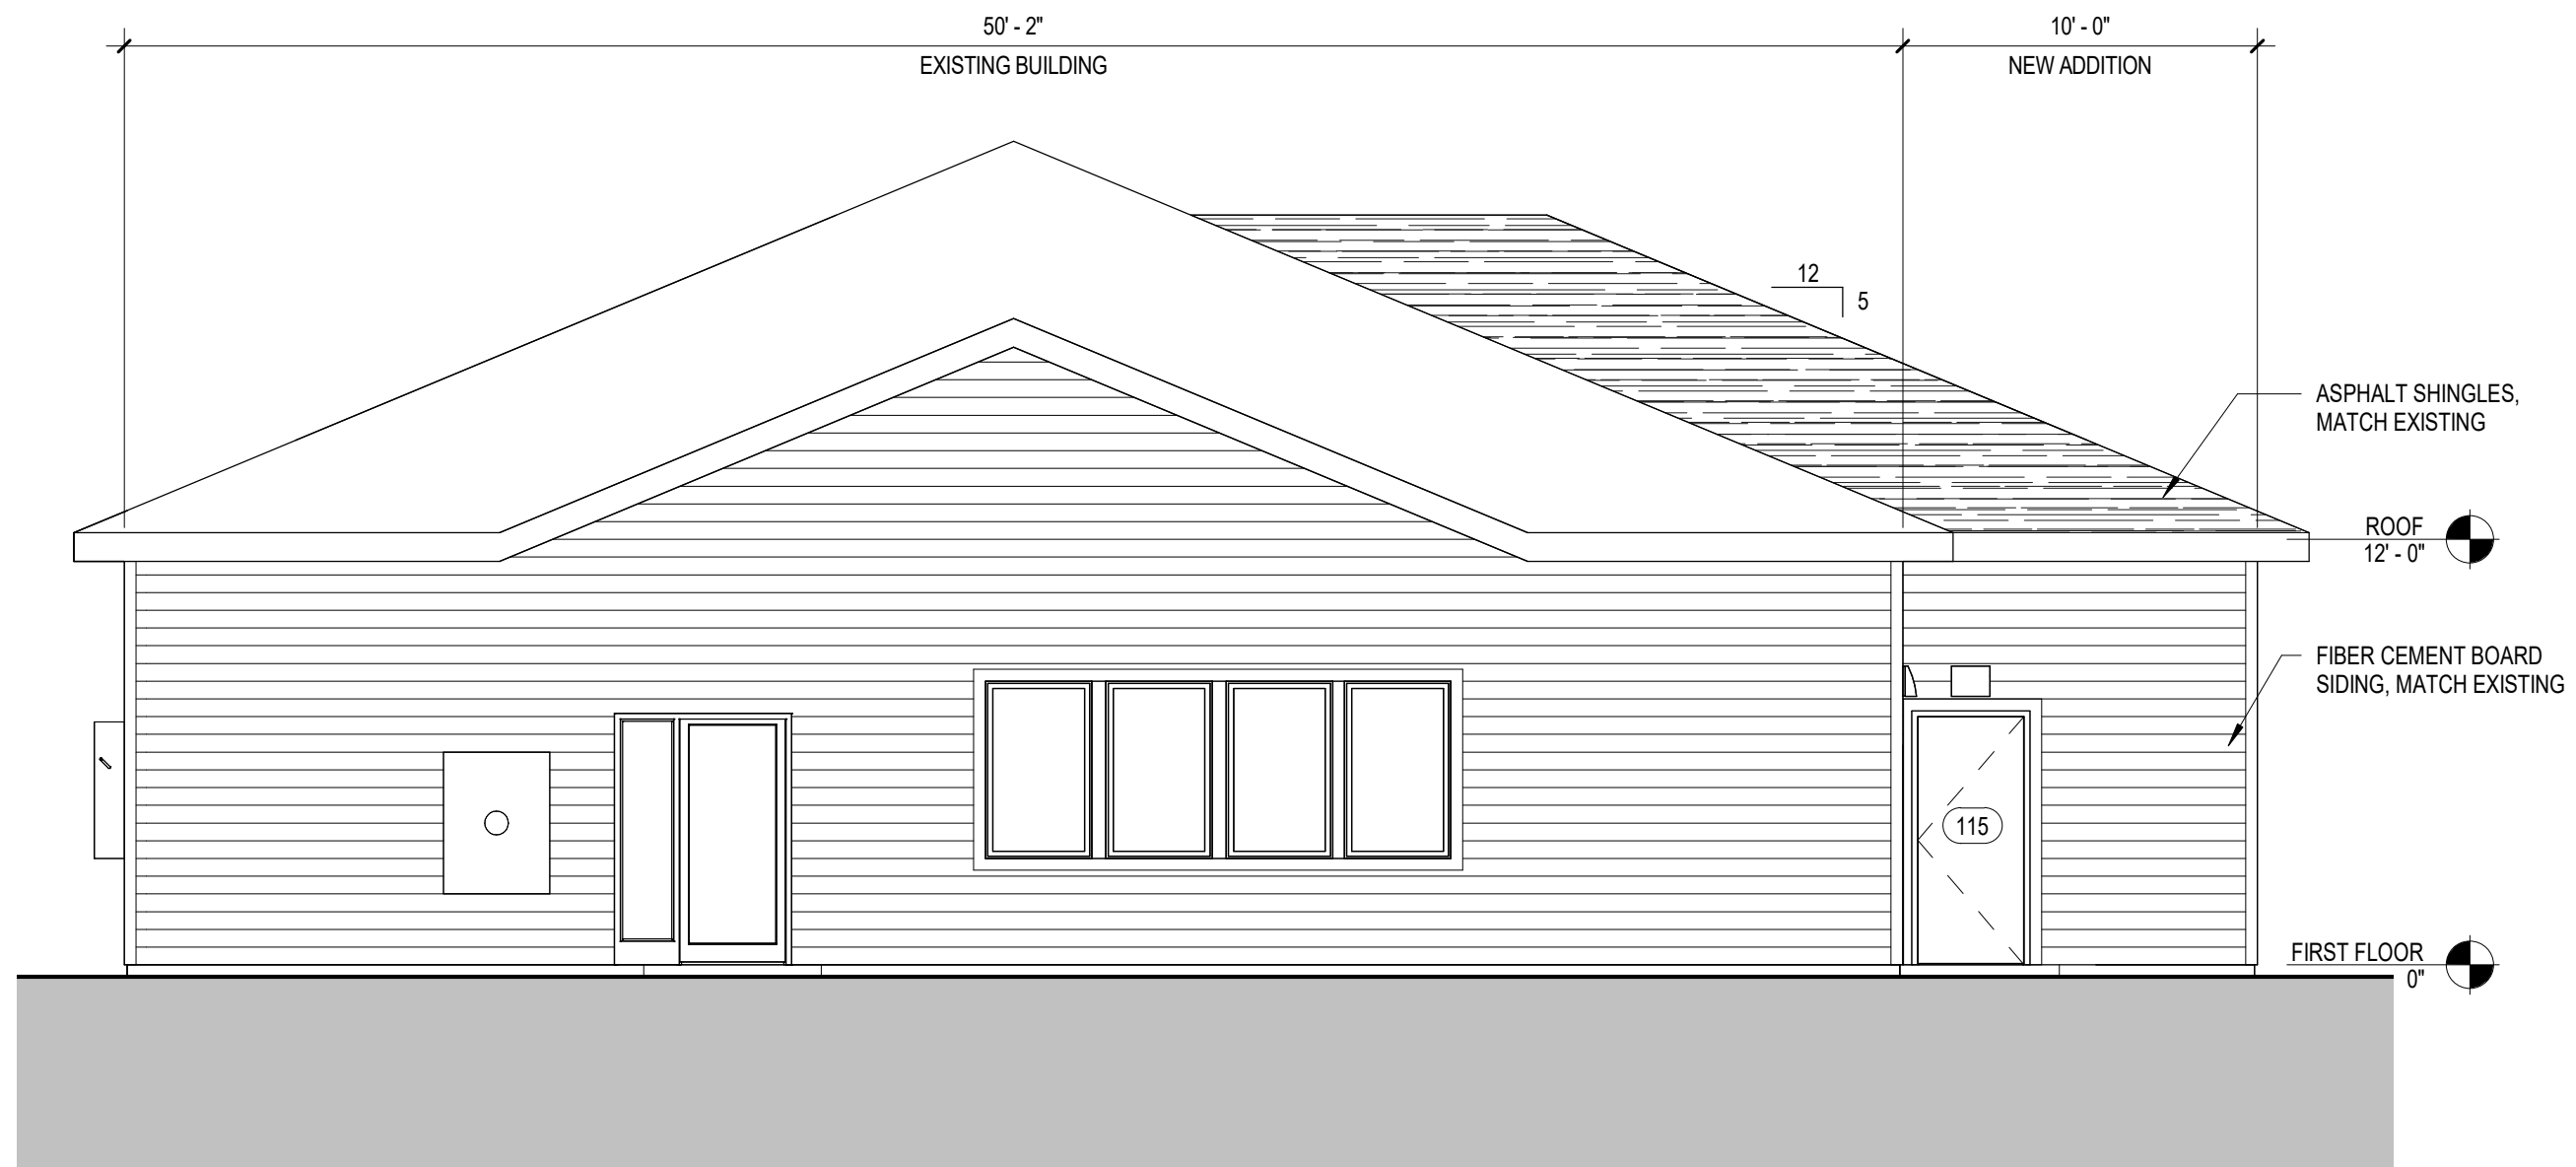 50' - 2"
EXISTING BUILDING
10' - 0"
NEW ADDITION
12
5
ASPHALT SHINGLES,
MATCH EXISTING
ROOF
12' - 0"
FIBER CEMENT BOARD
SIDING, MATCH EXISTING
115
FIRST FLOOR
0"